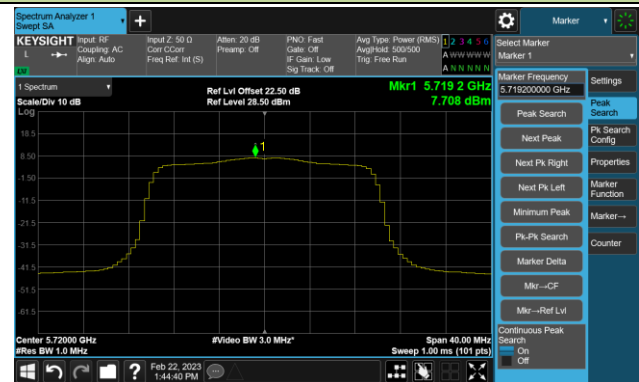 Spectrum Analyzer 1
Swept SA
+
Marker
KEYSIGHT
L
Input: RF
Coupling: AC
Align: Auto
Input Z: 50 Ω
Corr CCorr
Freq Ref: Int (S)
Atten: 20 dB
Preamp: Off
PNO: Fast
Gate: Off
IF Gain: Low
Sig Track: Off
Avg Type: Power (RMS)
Avg|Hold: 500/500
Trig: Free Run
1 2 3 4 5 6
A W W W W W
A N N N N N
LXI
Select Marker
Marker 1
1 Spectrum
Scale/Div 10 dB
Log
Ref Lvl Offset 22.50 dB
Ref Level 28.50 dBm
Mkr1 5.719 2 GHz
7.708 dBm
1
18.5
8.50
-1.50
-11.5
-21.5
-31.5
-41.5
-51.5
-61.5
Center 5.72000 GHz
#Res BW 1.0 MHz
#Video BW 3.0 MHz*
Span 40.00 MHz
Sweep 1.00 ms (101 pts)
Marker Frequency
5.719200000 GHz
Peak Search
Next Peak
Next Pk Right
Next Pk Left
Minimum Peak
Pk-Pk Search
Marker Delta
Mkr→CF
Mkr→Ref Lvl
Continuous Peak
Search
On
Off
Settings
Peak
Search
Pk Search
Config
Properties
Marker
Function
Marker→
Counter
?
Feb 22, 2023
1:44:40 PM